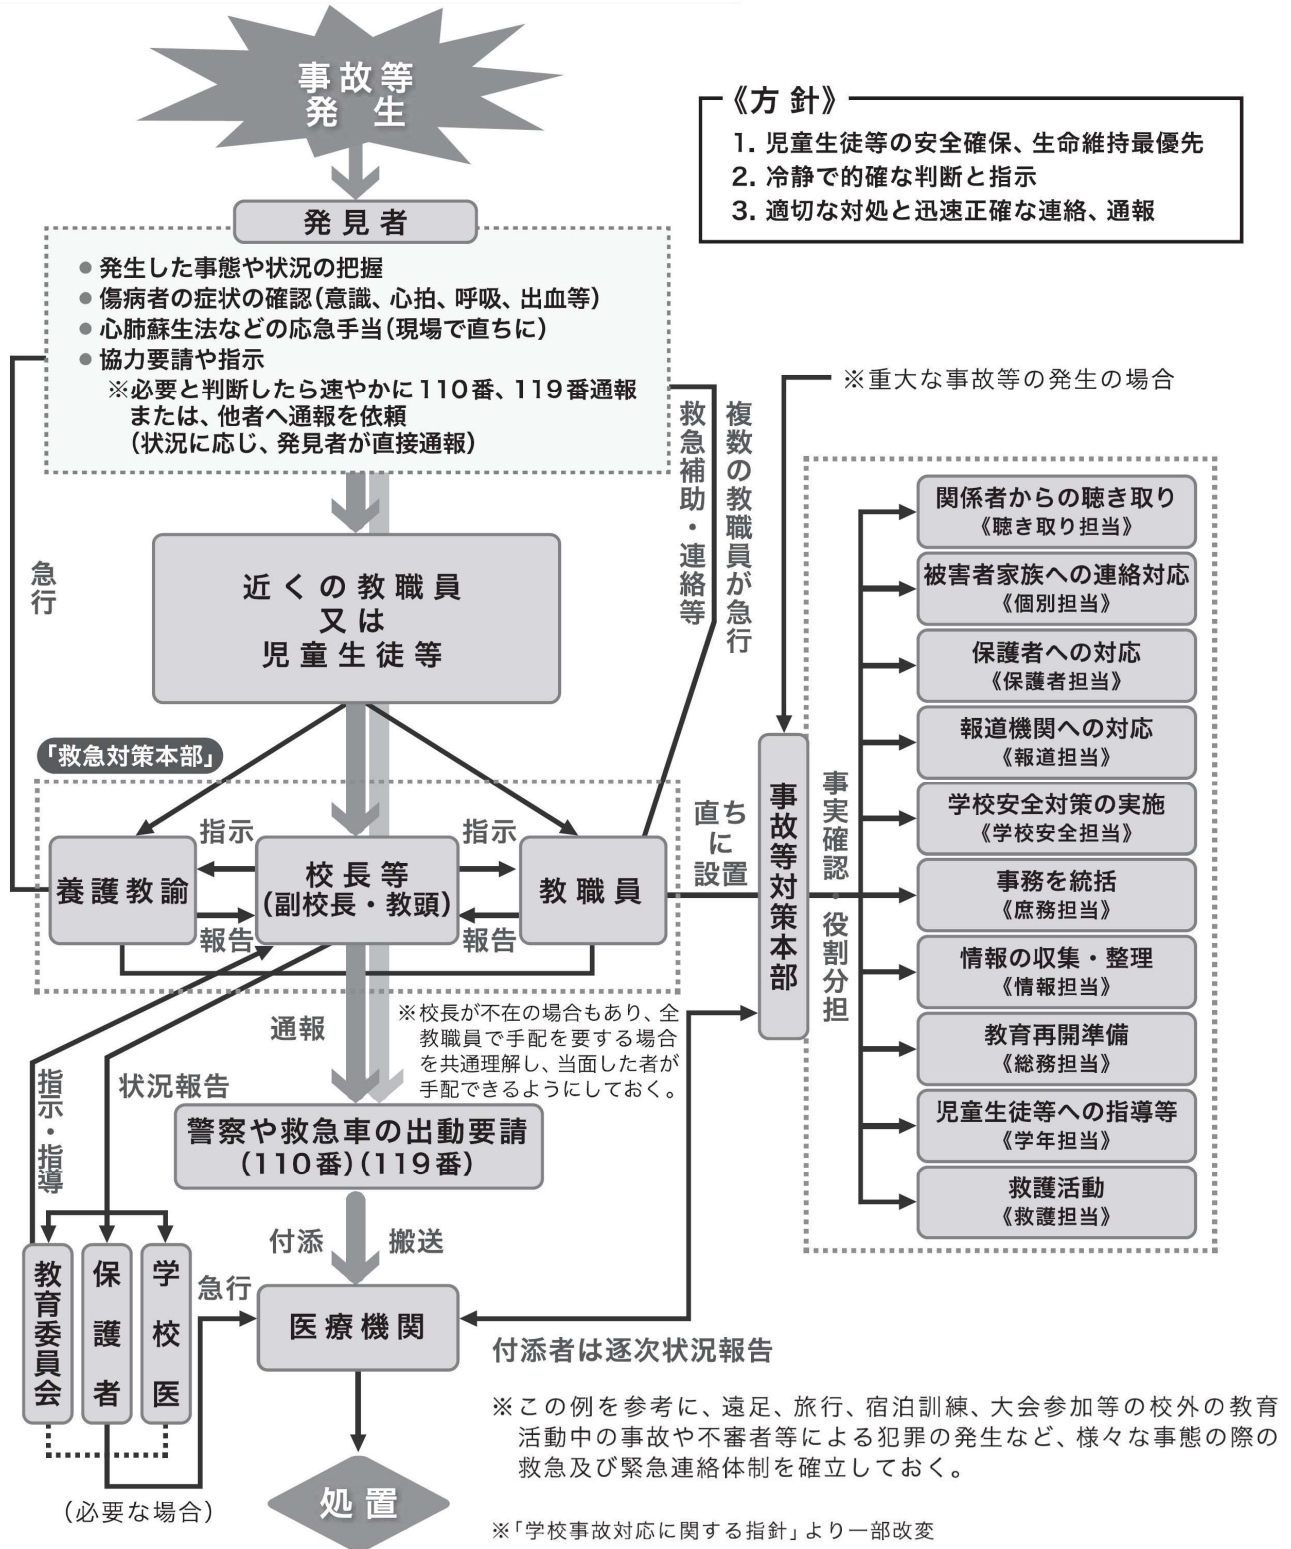 事故等
発　生
《方 針》
1. 児童生徒等の安全確保、生命維持最優先
2. 冷静で的確な判断と指示
3. 適切な対処と迅速正確な連絡、通報
発見者
● 発生した事態や状況の把握
● 傷病者の症状の確認(意識、心拍、呼吸、出血等)
● 心肺蘇生法などの応急手当(現場で直ちに)
● 協力要請や指示
※必要と判断したら速やかに110番、119番通報
または、他者へ通報を依頼
(状況に応じ、発見者が直接通報)
急行
複数の教職員が急行
救急補助・連絡等
※重大な事故等の発生の場合
近くの教職員
又は
児童生徒等
「救急対策本部」
養護教諭
指示
報告
校長等
(副校長・教頭)
指示
報告
教職員
直ち
に
設置
事故等対策本部
事実確認・役割分担
関係者からの聴き取り
《聴き取り担当》
被害者家族への連絡対応
《個別担当》
保護者への対応
《保護者担当》
報道機関への対応
《報道担当》
学校安全対策の実施
《学校安全担当》
事務を統括
《庶務担当》
情報の収集・整理
《情報担当》
教育再開準備
《総務担当》
児童生徒等への指導等
《学年担当》
救護活動
《救護担当》
通報
※校長が不在の場合もあり、全
教職員で手配を要する場合
を共通理解し、当面した者が
手配できるようにしておく。
指示・指導
状況報告
警察や救急車の出動要請
(110番)(119番)
付添
搬送
教育委員会
保護者
学校医
急行
医療機関
付添者は逐次状況報告
(必要な場合)
処置
※この例を参考に、遠足、旅行、宿泊訓練、大会参加等の校外の教育
活動中の事故や不審者等による犯罪の発生など、様々な事態の際の
救急及び緊急連絡体制を確立しておく。
※「学校事故対応に関する指針」より一部改変